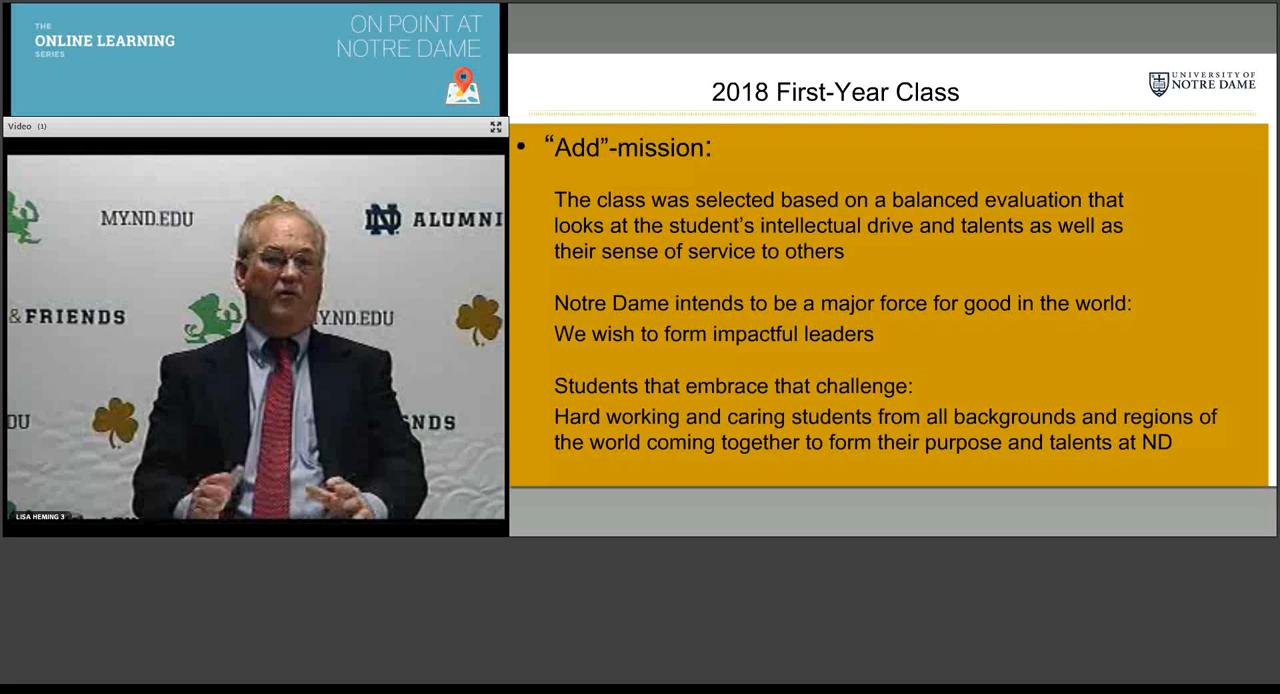 THE
ONLINE LEARNING
SERIES
ON POINT AT
NOTRE DAME
Video (1)
MY.ND.EDU
ND ALUMNI
& FRIENDS
Y.ND.EDU
DU
NDS
LISA HEMING 3
2018 First-Year Class
UNIVERSITY OF
NOTRE DAME
• “Add”-mission:
The class was selected based on a balanced evaluation that
looks at the student’s intellectual drive and talents as well as
their sense of service to others
Notre Dame intends to be a major force for good in the world:
We wish to form impactful leaders
Students that embrace that challenge:
Hard working and caring students from all backgrounds and regions of
the world coming together to form their purpose and talents at ND